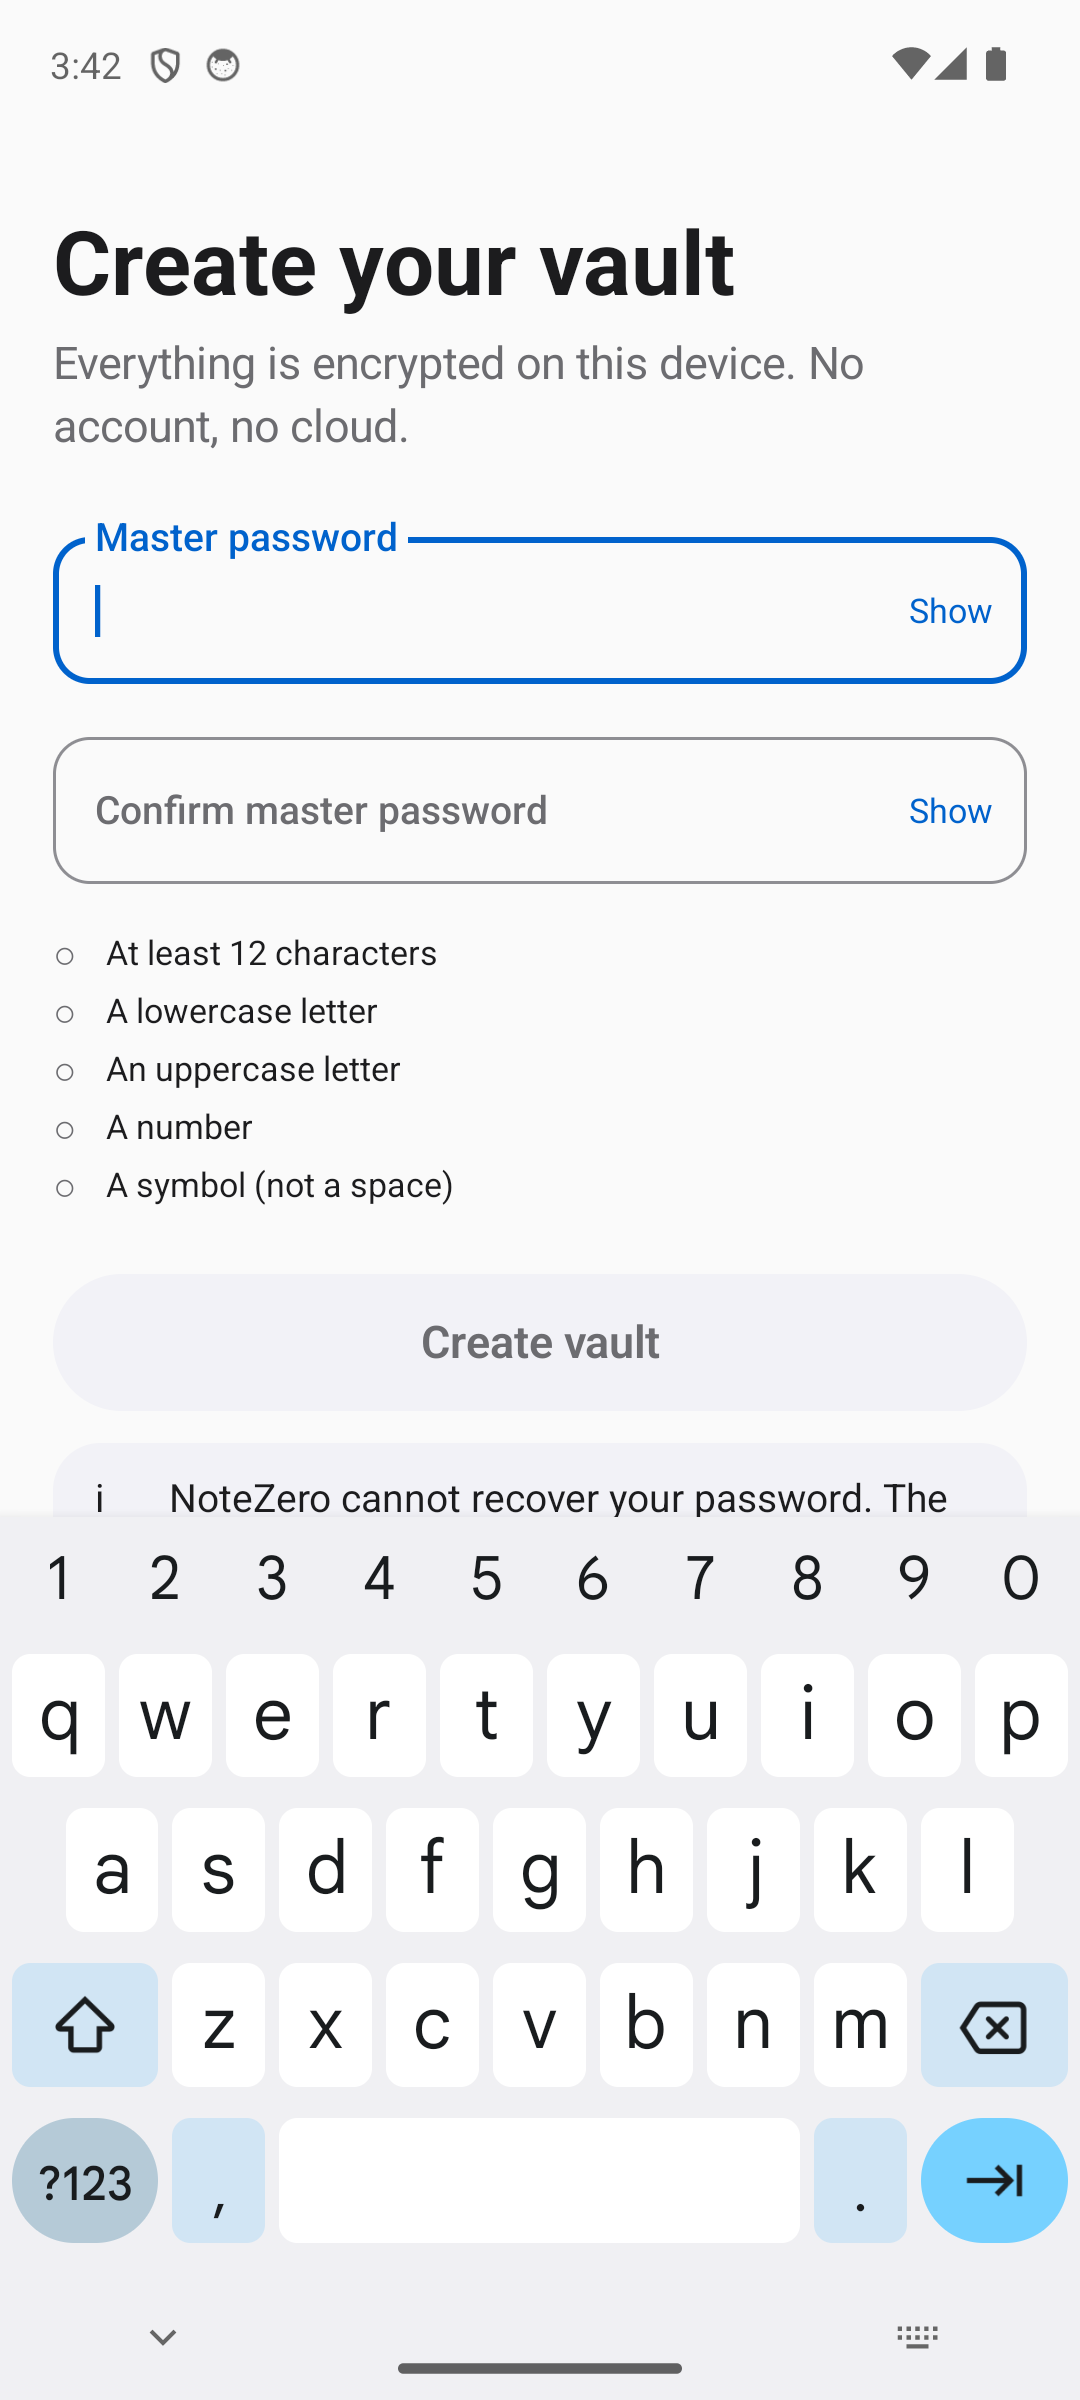 3:42
Create your vault
Everything is encrypted on this device. No
account, no cloud.
Master password
Show
Confirm master password
Show
At least 12 characters
A lowercase letter
An uppercase letter
A number
A symbol (not a space)
Create vault
i NoteZero cannot recover your password. The
1 2 3 4 5 6 7 8 9 0
q w e r t y u i o p
a s d f g h j k l
z x c v b n m
?123 , .